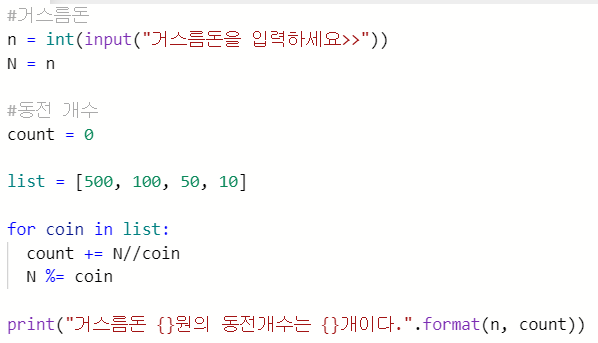 #거스름돈
n = int(input("거스름돈을 입력하세요>>"))
N = n
#동전 개수
count = 0
list = [500, 100, 50, 10]
for coin in list:
count += N//coin
N %= coin
print("거스름돈 {}원의 동전개수는 {}개이다.".format(n, count))